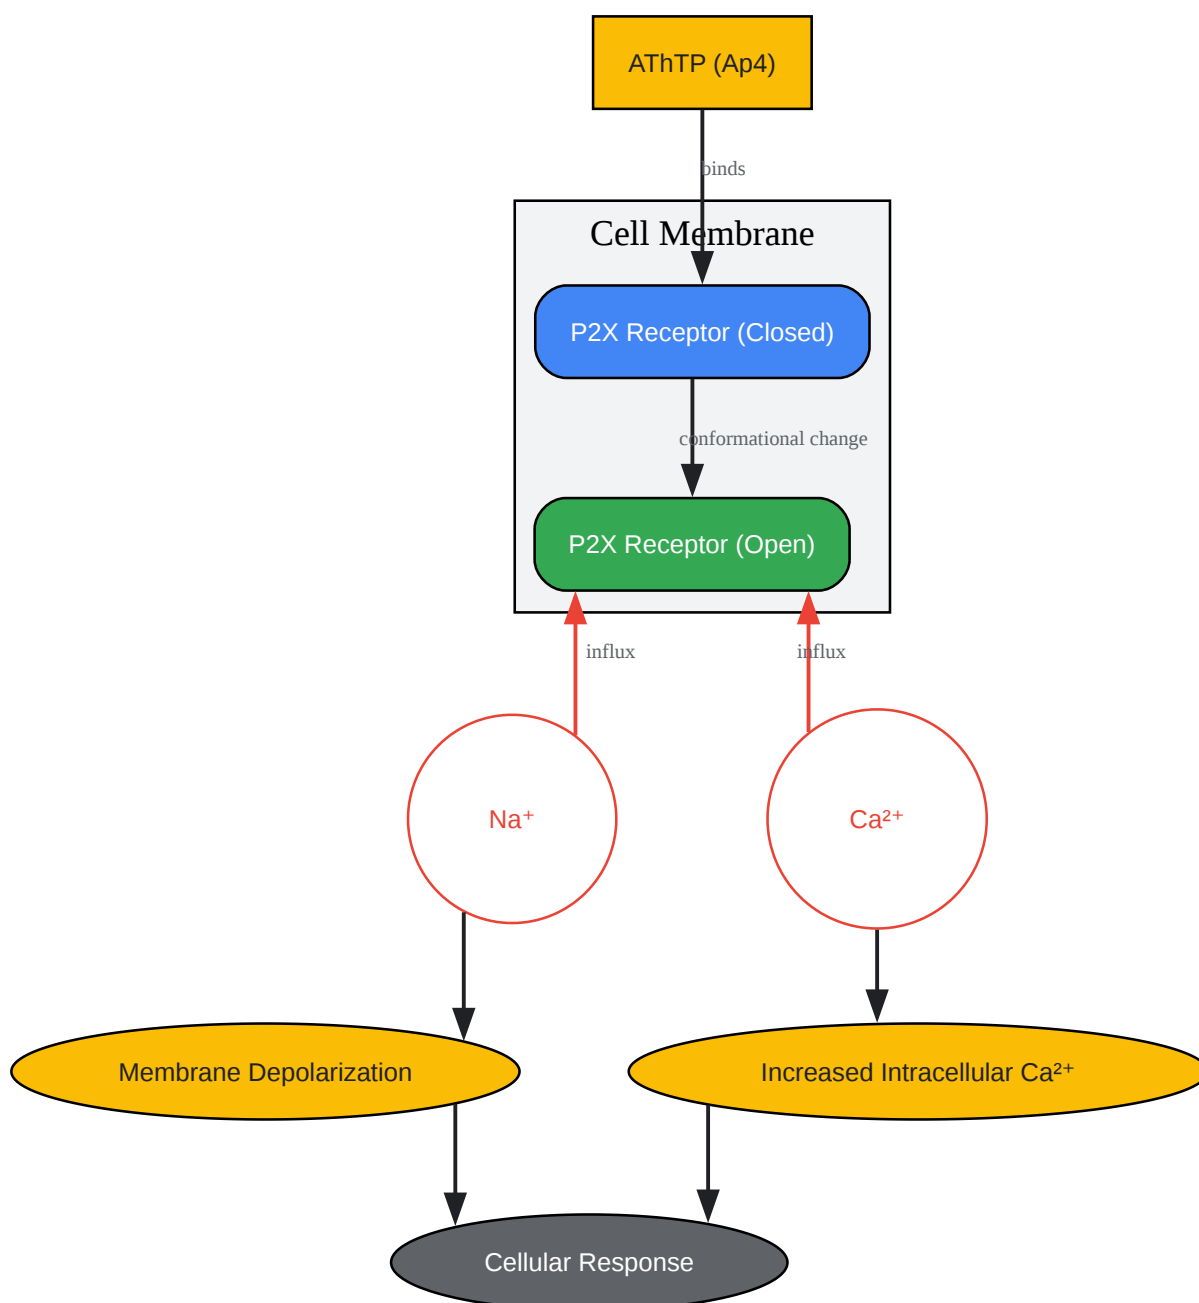 AThTP (Ap4)
binds
Cell Membrane
P2X Receptor (Closed)
conformational change
P2X Receptor (Open)
influx
influx
Na⁺
Ca²⁺
Membrane Depolarization
Increased Intracellular Ca²⁺
Cellular Response